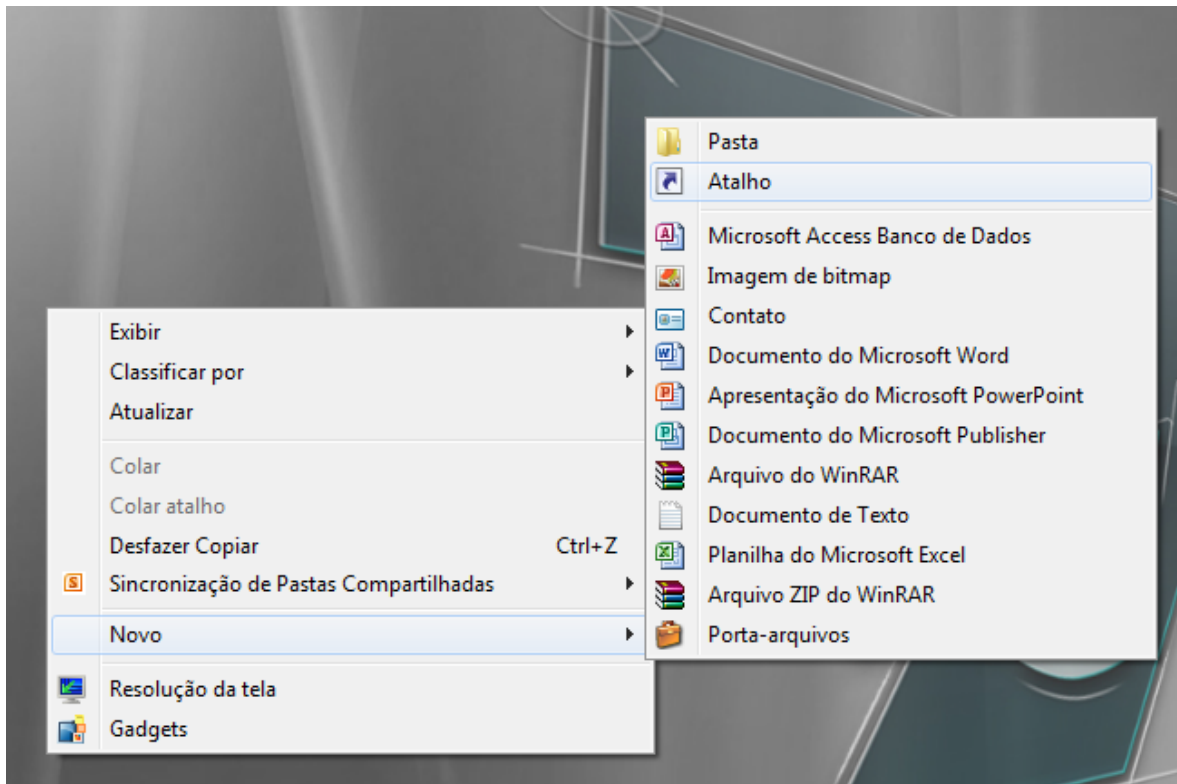 Exibir
Classificar por
Atualizar
Colar
Colar atalho
Desfazer Copiar Ctrl+Z
Sincronização de Pastas Compartilhadas
Novo
Resolução da tela
Gadgets
Pasta
Atalho
Microsoft Access Banco de Dados
Imagem de bitmap
Contato
Documento do Microsoft Word
Apresentação do Microsoft PowerPoint
Documento do Microsoft Publisher
Arquivo do WinRAR
Documento de Texto
Planilha do Microsoft Excel
Arquivo ZIP do WinRAR
Porta-arquivos